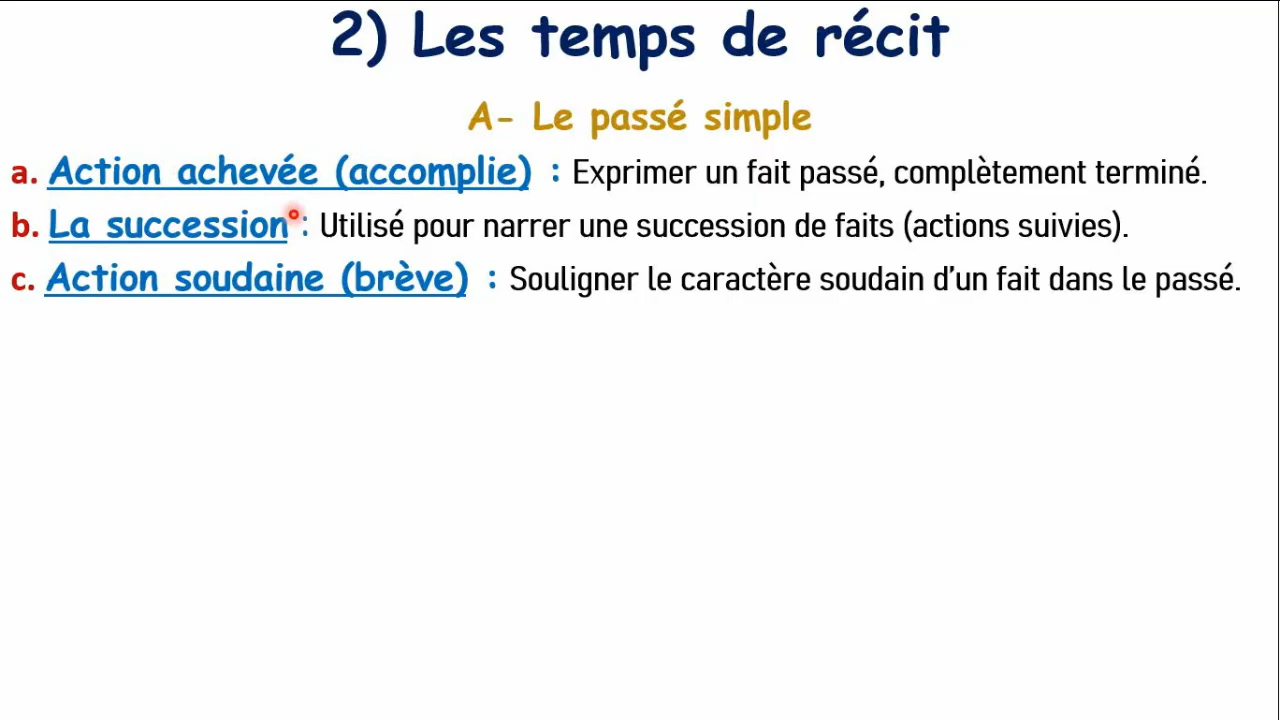 2) Les temps de récit
A- Le passé simple
a. Action achevée (accomplie) : Exprimer un fait passé, complètement terminé.
b. La succession : Utilisé pour narrer une succession de faits (actions suivies).
c. Action soudaine (brève) : Souligner le caractère soudain d'un fait dans le passé.